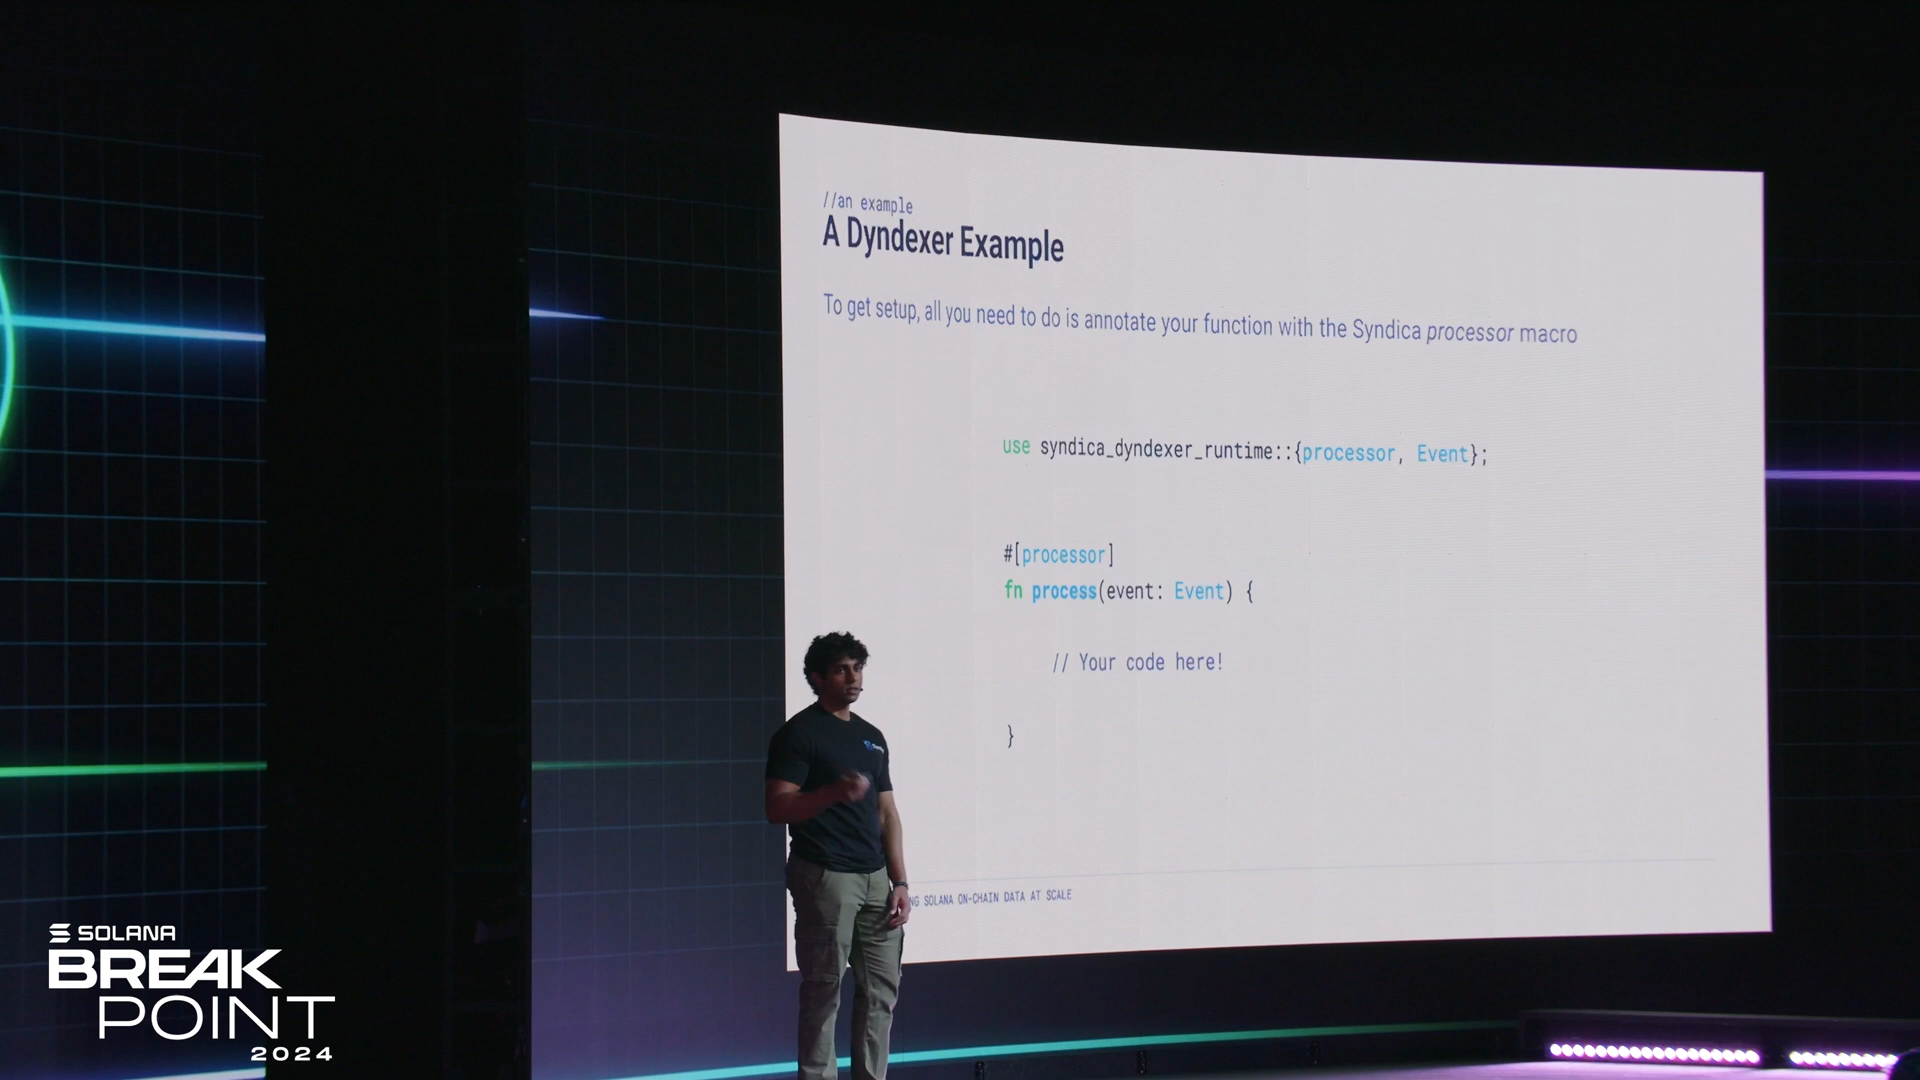 //an example
A Dyndexer Example
To get setup, all you need to do is annotate your function with the Syndica processor macro
use syndica_dyndexer_runtime::{processor, Event};
#[processor]
fn process(event: Event) {
// Your code here!
}
SOLANA ON-CHAIN DATA AT SCALE
SOLANA
BREAK
POINT
2024